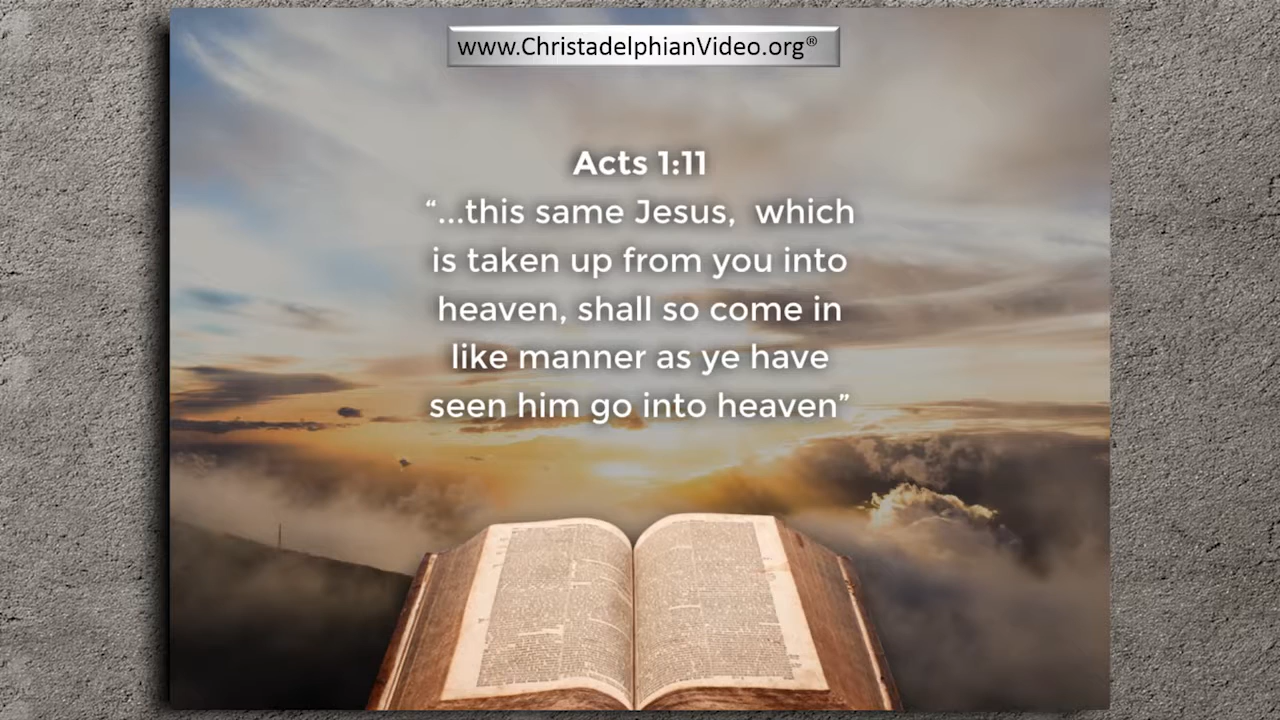 www.ChristadelphianVideo.org®
Acts 1:11
“...this same Jesus,  which
is taken up from you into
heaven, shall so come in
like manner as ye have
seen him go into heaven”